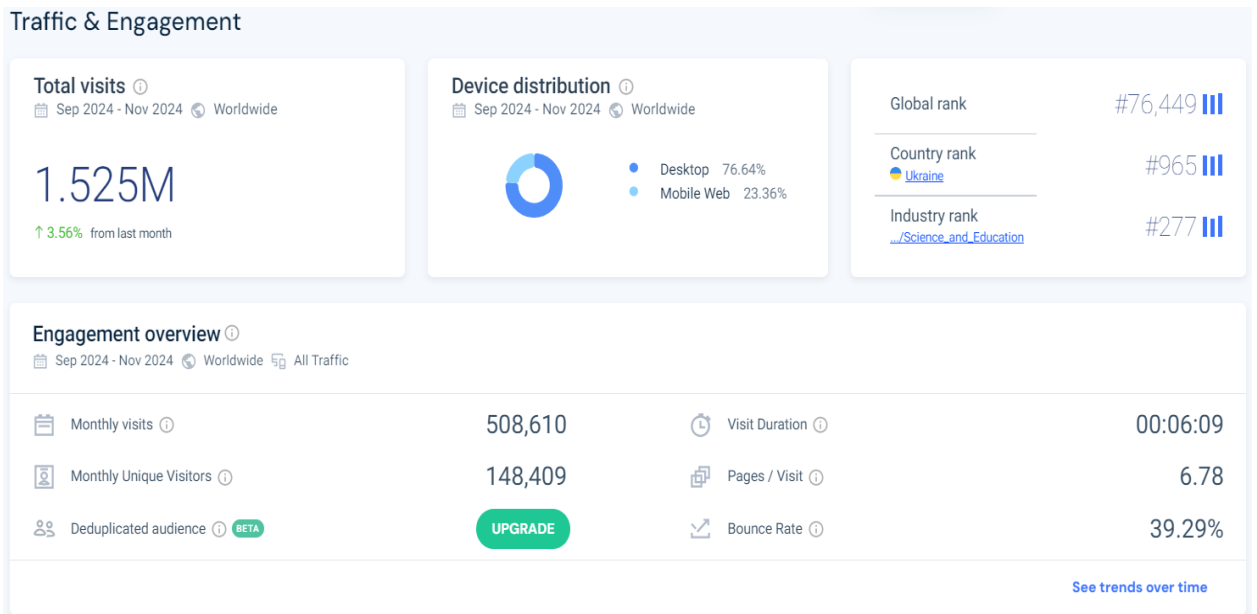 Traffic & Engagement
Total visits
Sep 2024 - Nov 2024 Worldwide
1.525M
↑ 3.56% from last month
Device distribution
Sep 2024 - Nov 2024 Worldwide
Desktop 76.64%
Mobile Web 23.36%
Global rank #76,449
Country rank
Ukraine #965
Industry rank
.../Science_and_Education #277
Engagement overview
Sep 2024 - Nov 2024 Worldwide All Traffic
Monthly visits 508,610
Monthly Unique Visitors 148,409
Deduplicated audience BETA UPGRADE
Visit Duration 00:06:09
Pages / Visit 6.78
Bounce Rate 39.29%
See trends over time